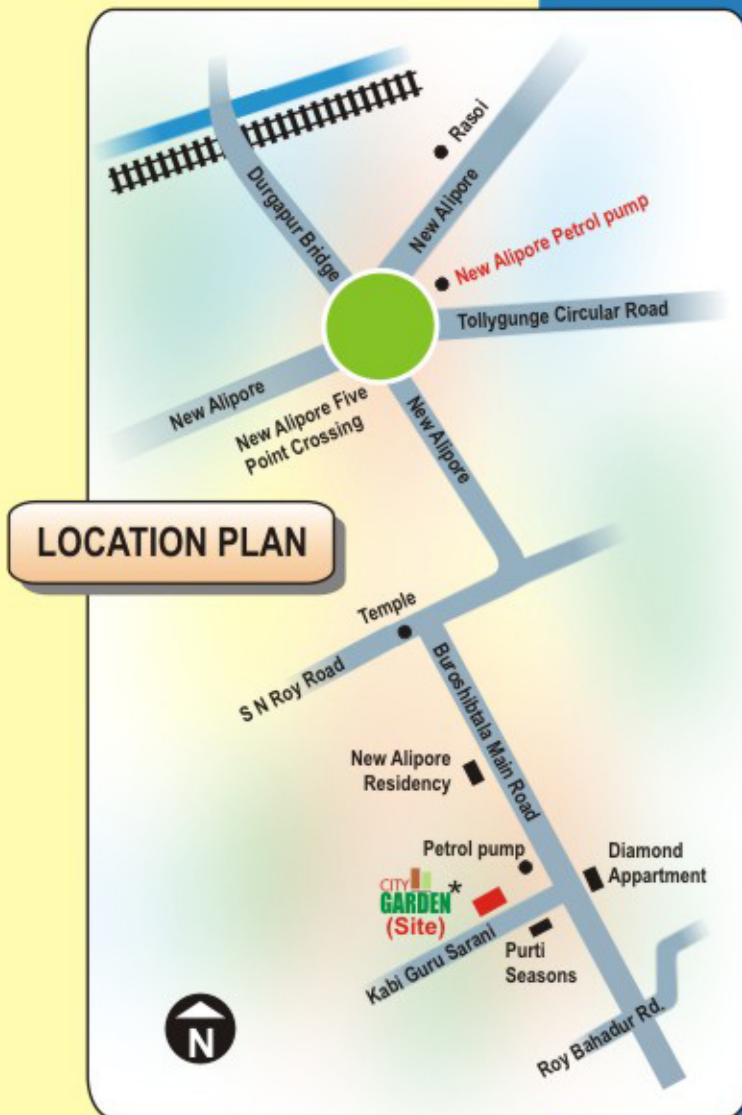 Rasoi
Durgapur Bridge
New Alipore
New Alipore Petrol pump
Tollygunge Circular Road
New Alipore
New Alipore Five
Point Crossing
New Alipore
LOCATION PLAN
Temple
S N Roy Road
Buroshibtala Main Road
New Alipore
Residency
Petrol pump
Diamond
Appartment
CITY
GARDEN*
(Site)
Kabi Guru Sarani
Purti
Seasons
Roy Bahadur Rd.
N